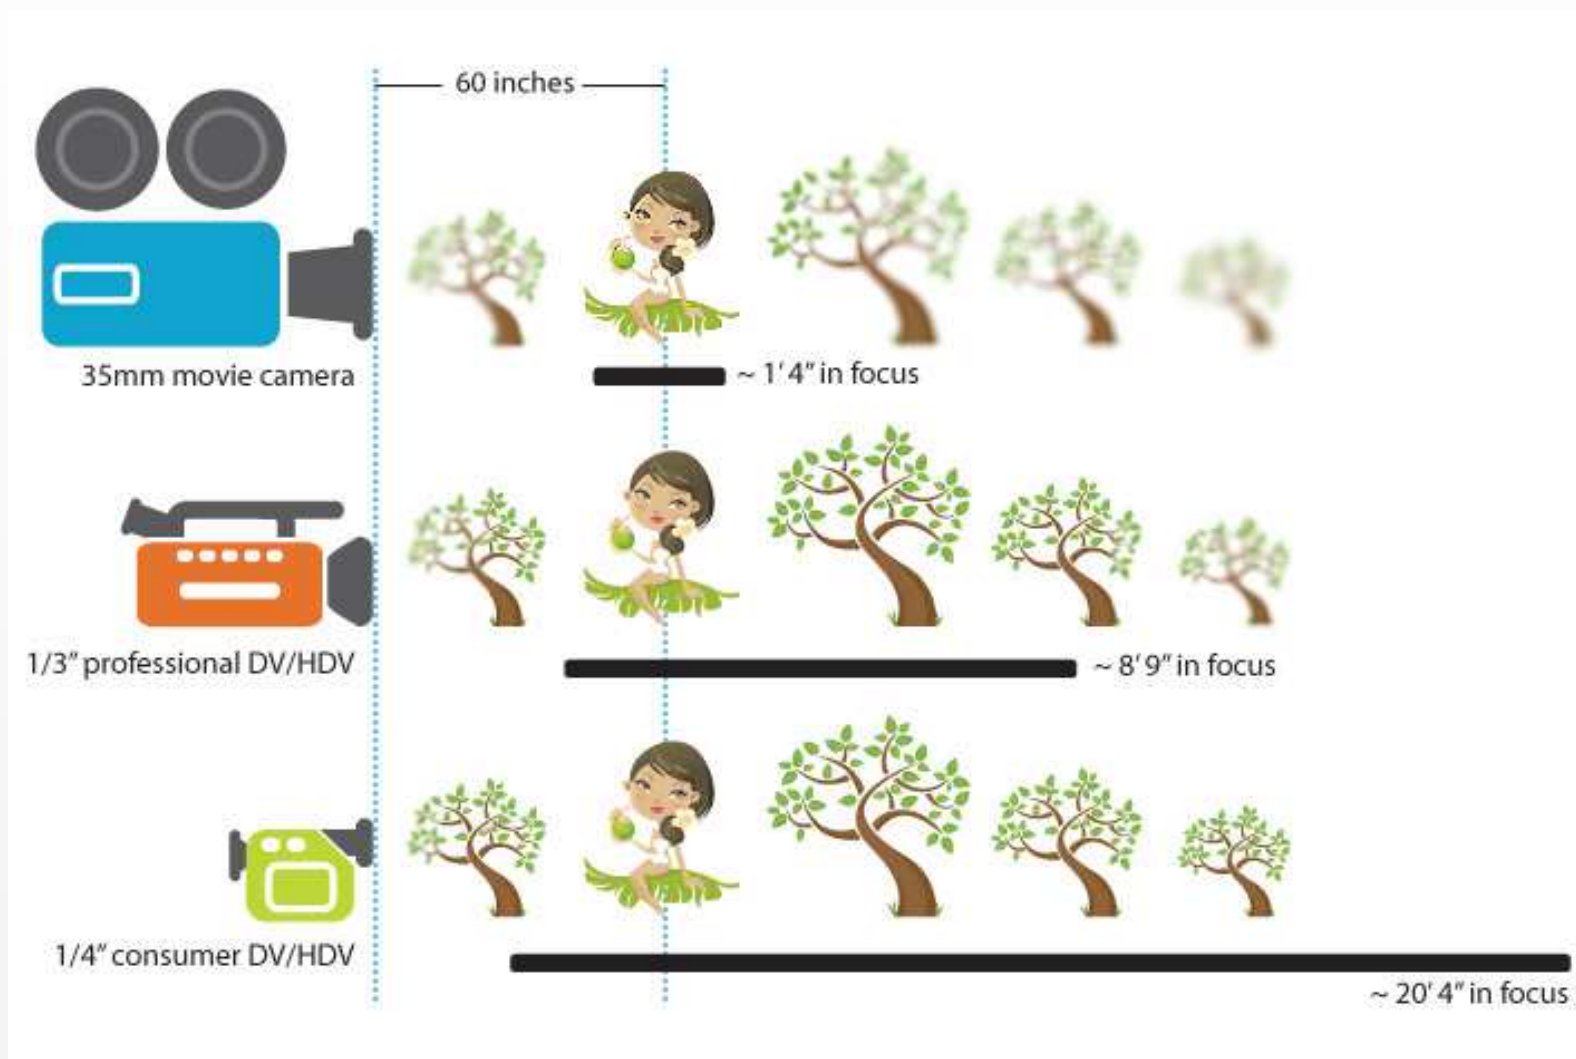 60 inches
35mm movie camera
~ 1' 4" in focus
1/3" professional DV/HDV
~ 8' 9" in focus
1/4" consumer DV/HDV
~ 20' 4" in focus